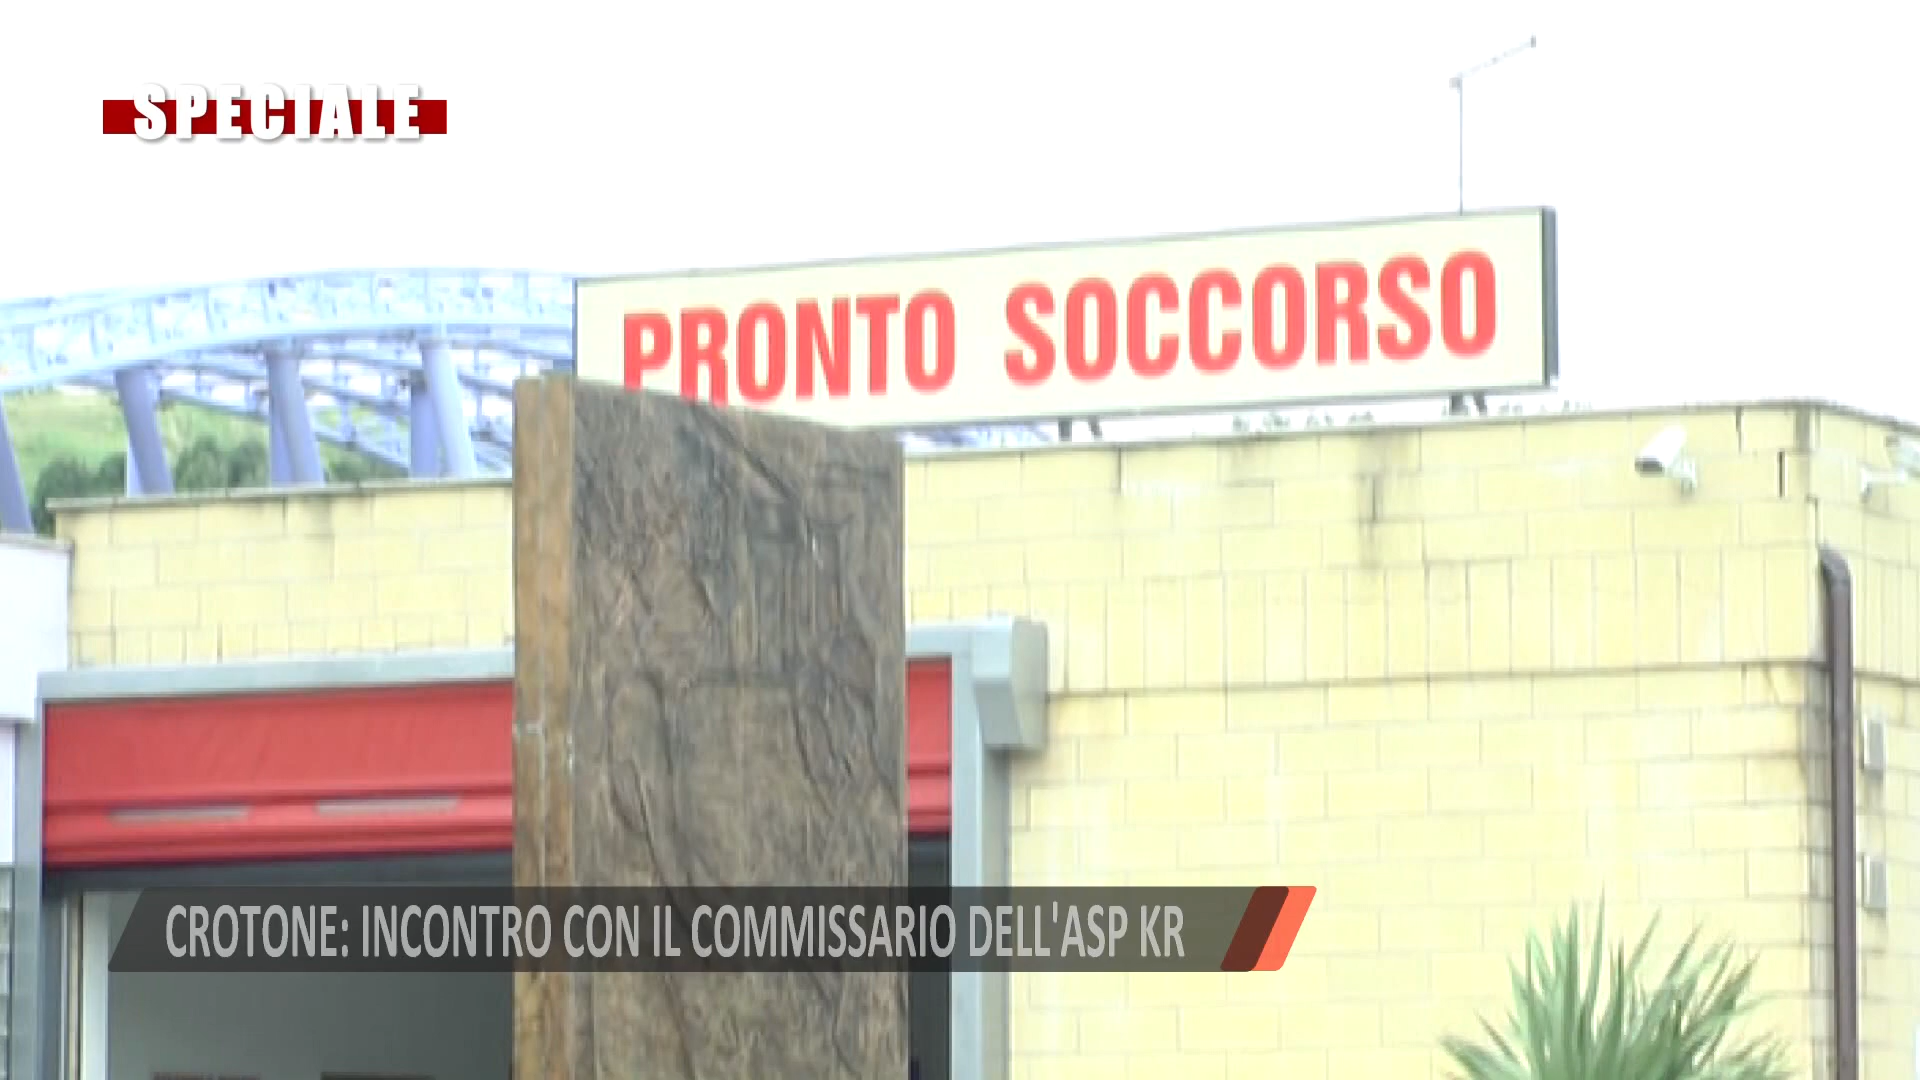 SPECIALE
PRONTO SOCCORSO
CROTONE: INCONTRO CON IL COMMISSARIO DELL'ASP KR